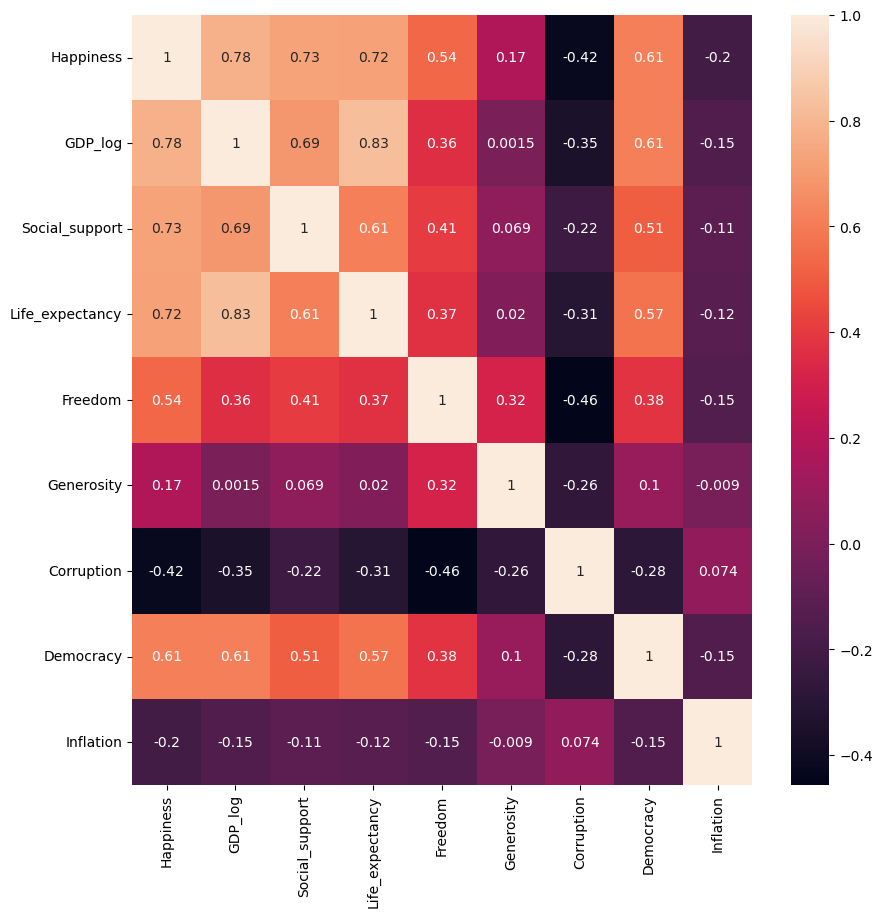 Happiness 1 0.78 0.73 0.72 0.54 0.17 -0.42 0.61 -0.2
GDP_log 0.78 1 0.69 0.83 0.36 0.0015 -0.35 0.61 -0.15
Social_support 0.73 0.69 1 0.61 0.41 0.069 -0.22 0.51 -0.11
Life_expectancy 0.72 0.83 0.61 1 0.37 0.02 -0.31 0.57 -0.12
Freedom 0.54 0.36 0.41 0.37 1 0.32 -0.46 0.38 -0.15
Generosity 0.17 0.0015 0.069 0.02 0.32 1 -0.26 0.1 -0.009
Corruption -0.42 -0.35 -0.22 -0.31 -0.46 -0.26 1 -0.28 0.074
Democracy 0.61 0.61 0.51 0.57 0.38 0.1 -0.28 1 -0.15
Inflation -0.2 -0.15 -0.11 -0.12 -0.15 -0.009 0.074 -0.15 1
Happiness GDP_log Social_support Life_expectancy Freedom Generosity Corruption Democracy Inflation
1.0
0.8
0.6
0.4
0.2
0.0
−0.2
−0.4